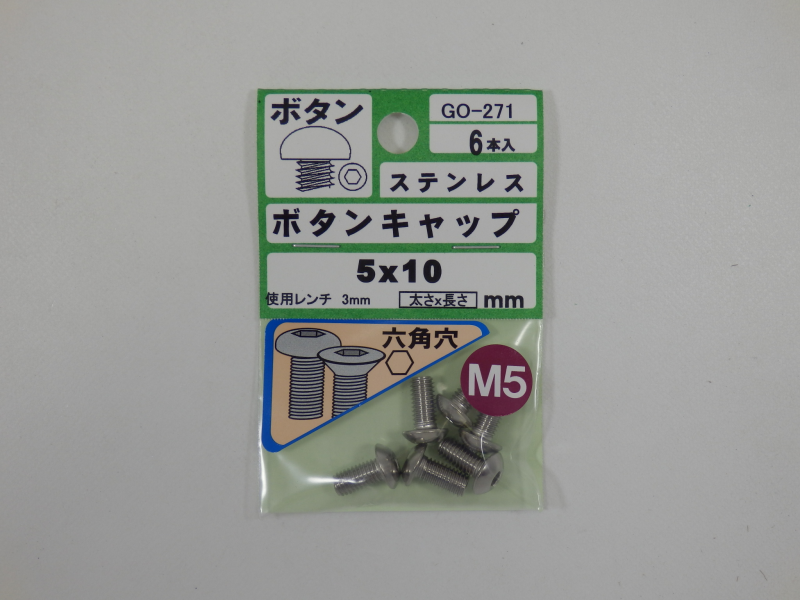 ボタン
GO-271
6本入
ステンレス
ボタンキャップ
5x10
使用レンチ 3mm 太さx長さ mm
六角穴
M5